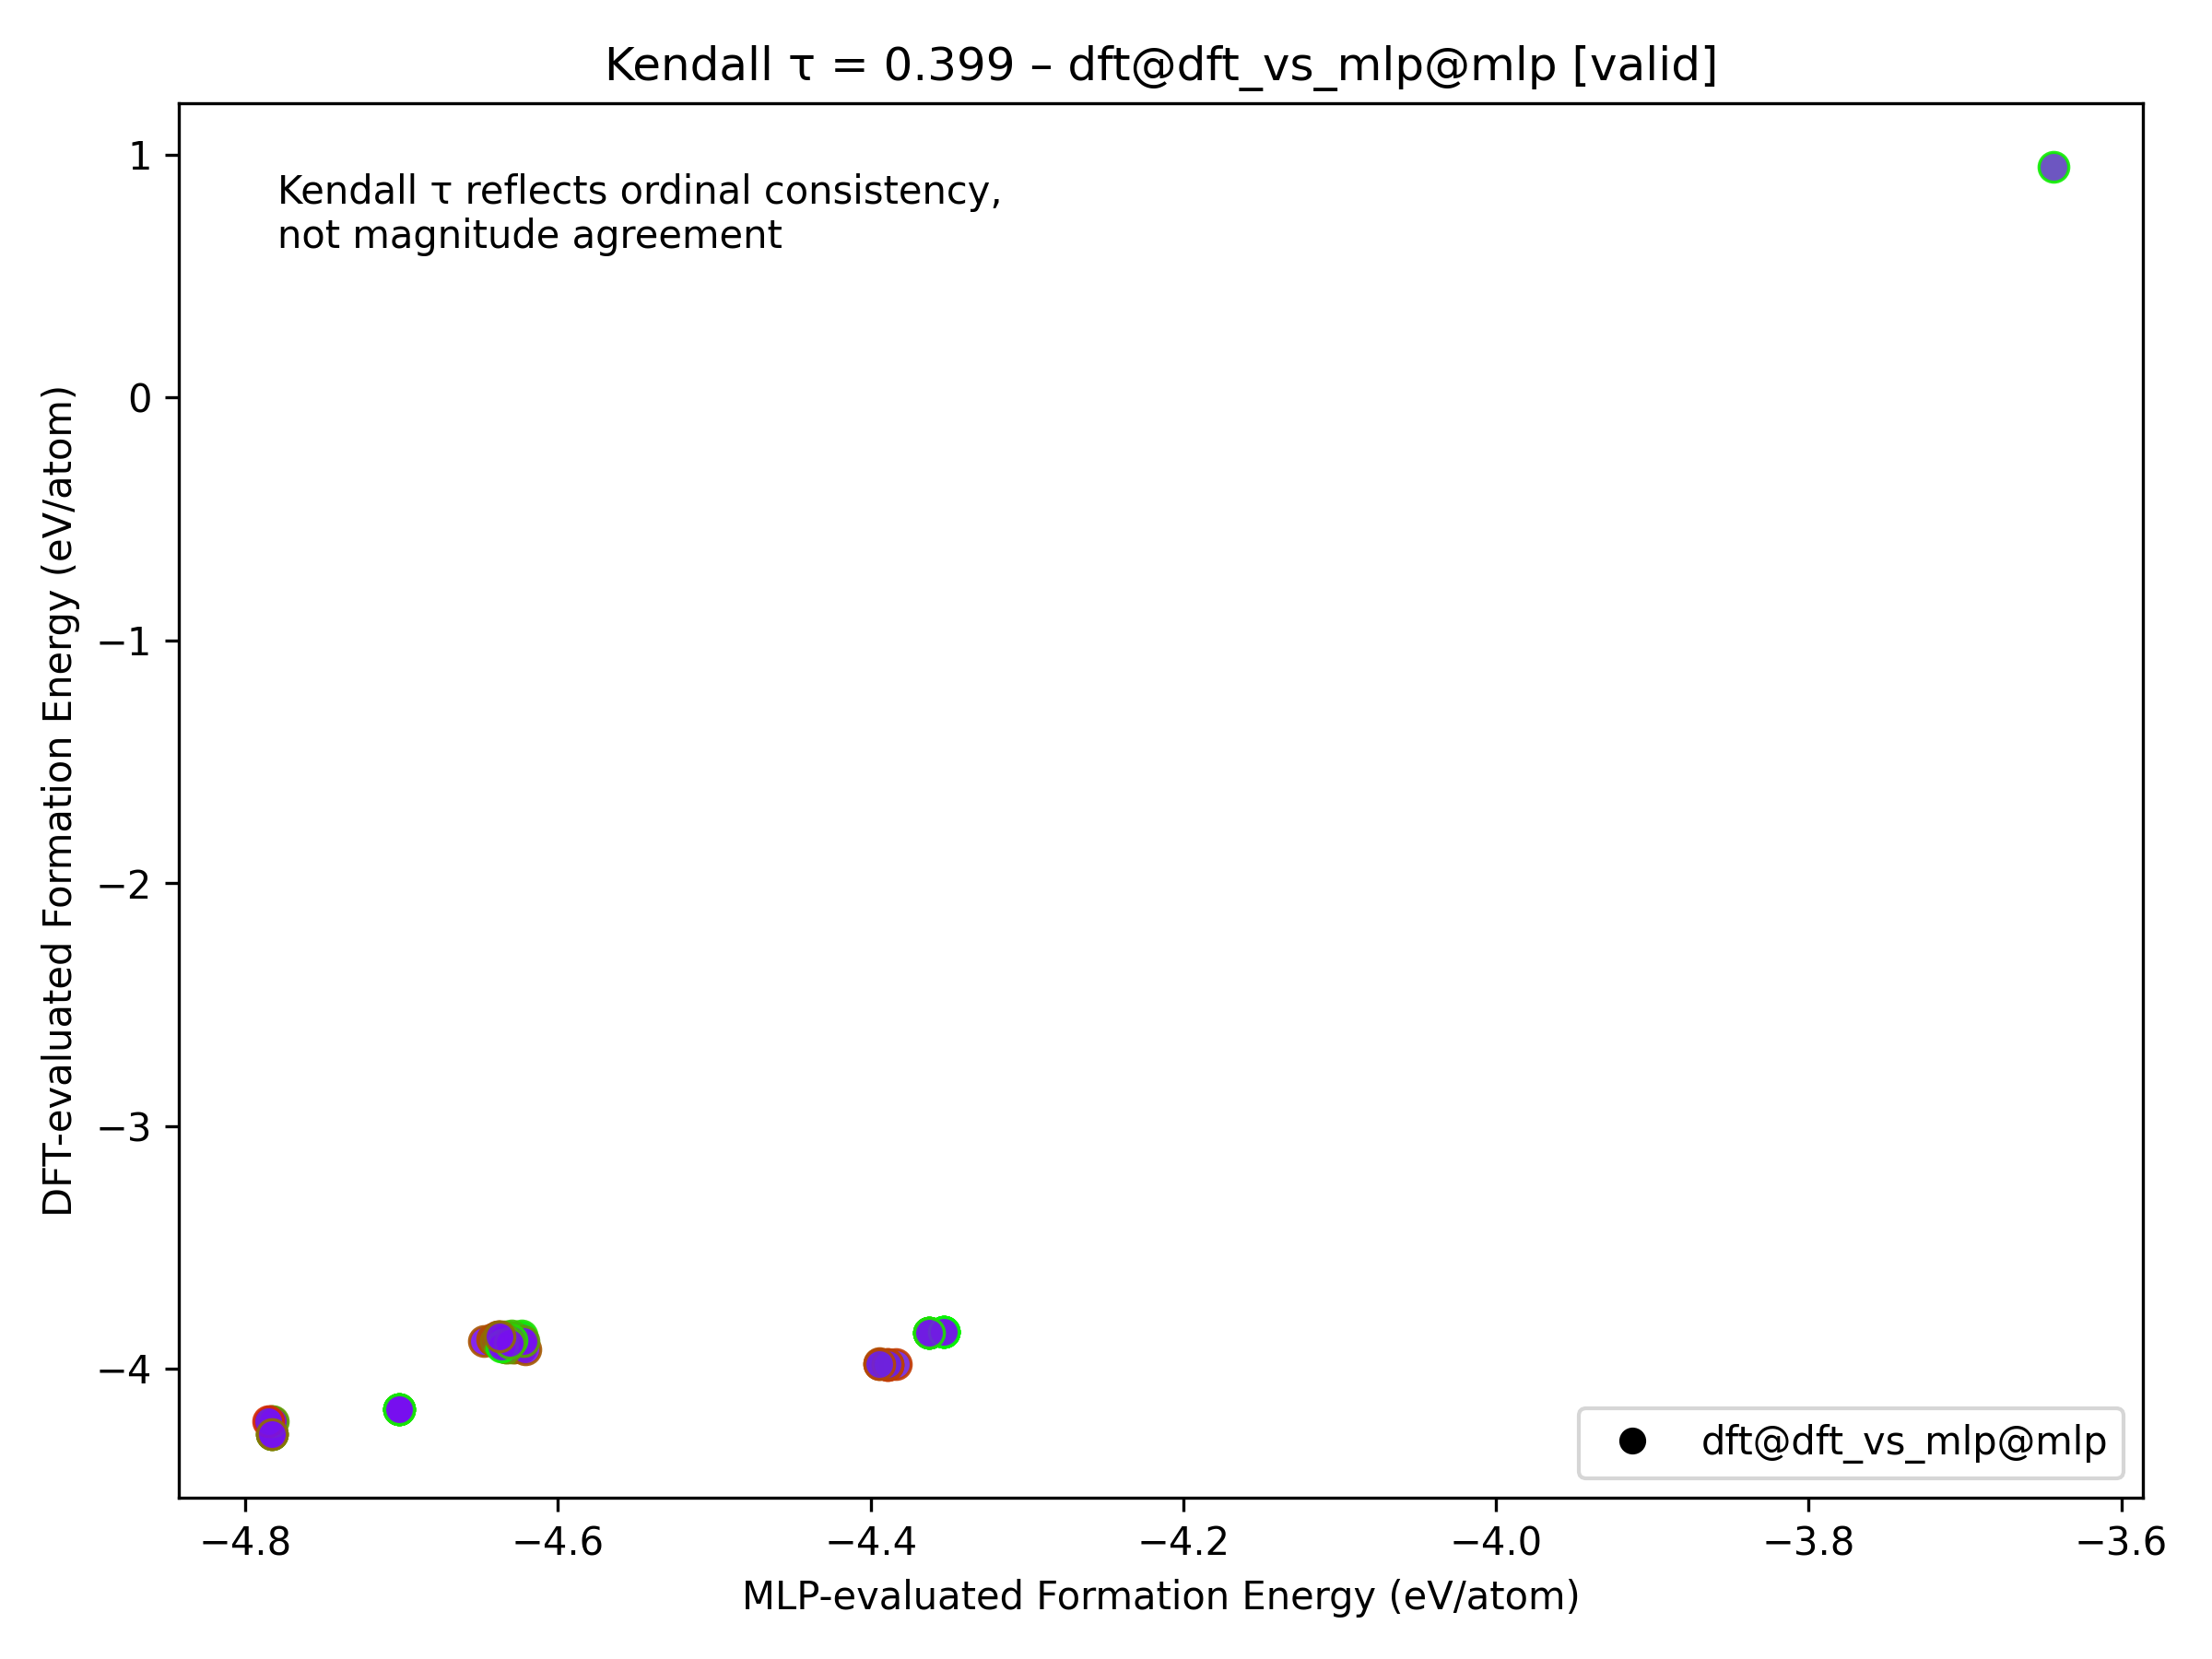 Kendall τ = 0.399 – dft@dft_vs_mlp@mlp [valid]
Kendall τ reflects ordinal consistency,
not magnitude agreement
DFT-evaluated Formation Energy (eV/atom)
1
0
−1
−2
−3
−4
dft@dft_vs_mlp@mlp
−4.8
−4.6
−4.4
−4.2
−4.0
−3.8
−3.6
MLP-evaluated Formation Energy (eV/atom)